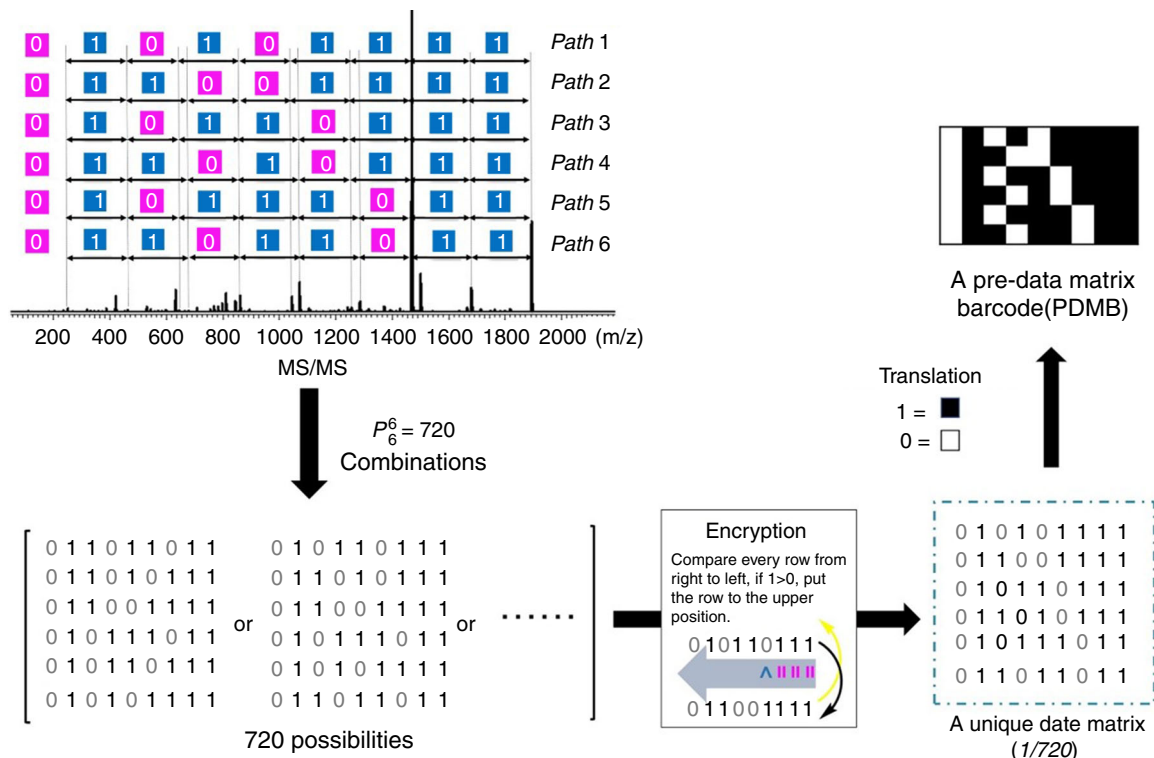 0 1 0 1 0 1 1 1 1 Path 1
0 1 1 0 0 1 1 1 1 Path 2
0 1 0 1 1 0 1 1 1 Path 3
0 1 1 0 1 0 1 1 1 Path 4
0 1 0 1 1 1 0 1 1 Path 5
0 1 1 0 1 1 0 1 1 Path 6
200 400 600 800 1000 1200 1400 1600 1800 2000 (m/z)
MS/MS
P₆⁶ = 720
Combinations
0 1 1 0 1 1 0 1 1
0 1 1 0 1 0 1 1 1
0 1 1 0 0 1 1 1 1
0 1 0 1 1 1 0 1 1
0 1 0 1 1 0 1 1 1
0 1 0 1 0 1 1 1 1
or
0 1 0 1 1 0 1 1 1
0 1 1 0 1 0 1 1 1
0 1 1 0 0 1 1 1 1
0 1 0 1 1 1 0 1 1
0 1 0 1 0 1 1 1 1
0 1 1 0 1 1 0 1 1
or
......
720 possibilities
Encryption
Compare every row from
right to left, if 1>0, put
the row to the upper
position.
0 1 0 1 1 0 1 1 1
< = = =
0 1 1 0 0 1 1 1 1
0 1 0 1 0 1 1 1 1
0 1 1 0 0 1 1 1 1
0 1 0 1 1 0 1 1 1
0 1 1 0 1 0 1 1 1
0 1 0 1 1 1 0 1 1
0 1 1 0 1 1 0 1 1
A unique date matrix
(1/720)
Translation
1 =
0 =
A pre-data matrix
barcode(PDMB)